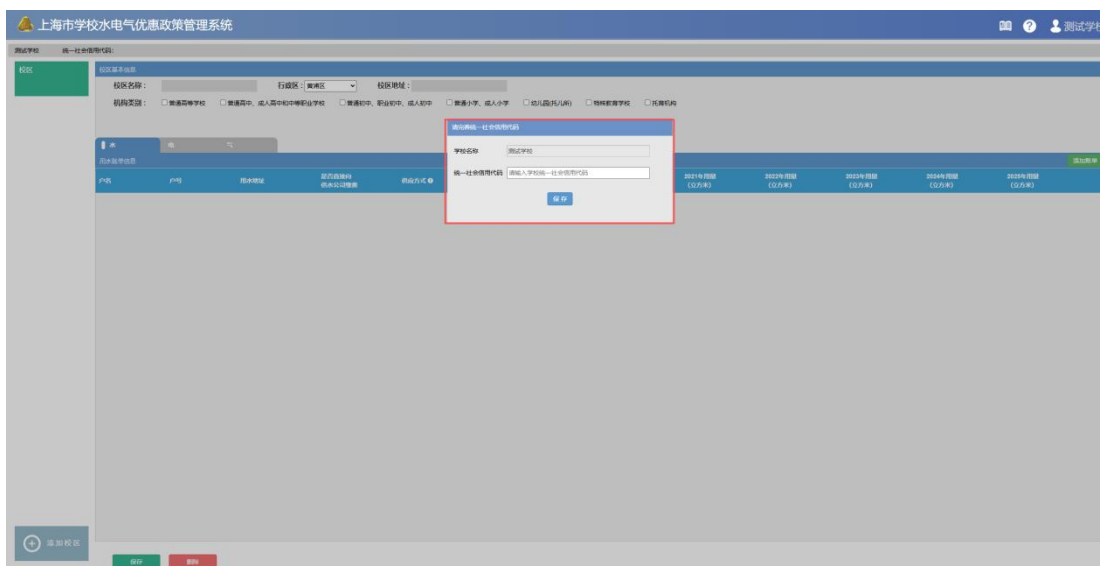 上海市学校水电气优惠政策管理系统
测试学校
测试学校 统一社会信用代码:
校区
校区基本信息
校区名称： 行政区： 黄浦区 校区地址：
机构类别： 普通高等学校 普通高中、成人高中和中等职业学校 普通初中、职业初中、成人初中 普通小学、成人小学 幼儿园(托儿所) 特殊教育学校 托育机构
请完善统一社会信用代码
学校名称 测试学校
统一社会信用代码 请输入学校统一社会信用代码
保存
水 电 气
用水账单信息
添加账单
户名 户号 用水地址 是否直接向供水公司缴费 供应方式 2021年用量(立方米) 2022年用量(立方米) 2023年用量(立方米) 2024年用量(立方米) 2025年用量(立方米)
添加校区
保存 删除